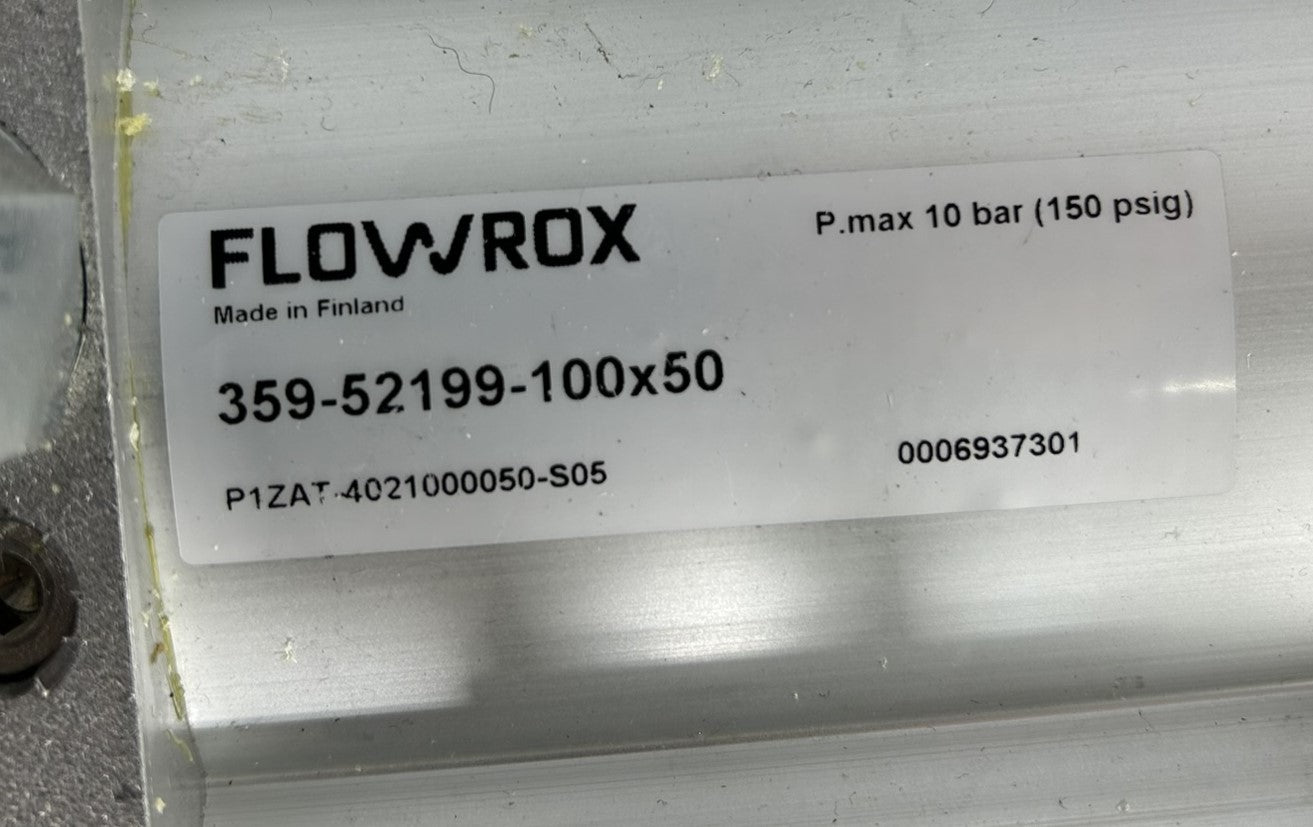 FLOWROX
P.max 10 bar (150 psig)
Made in Finland
359-52199-100x50
P1ZAT-4021000050-S05
0006937301